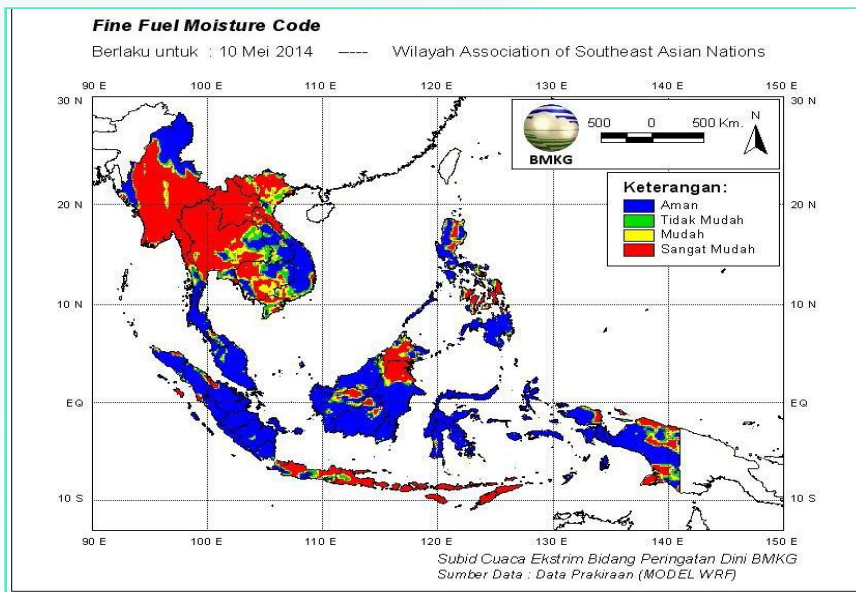 Fine Fuel Moisture Code
Berlaku untuk : 10 Mei 2014 ----- Wilayah Association of Southeast Asian Nations
90 E 100 E 110 E 120 E 130 E 140 E 150 E
30 N 30 N
BMKG
500 0 500 Km.
N
Keterangan:
Aman
Tidak Mudah
Mudah
Sangat Mudah
20 N 20 N
10 N 10 N
EQ EQ
10 S 10 S
90 E 100 E 110 E 120 E 130 E 140 E 150 E
Subid Cuaca Ekstrim Bidang Peringatan Dini BMKG
Sumber Data : Data Prakiraan (MODEL WRF)